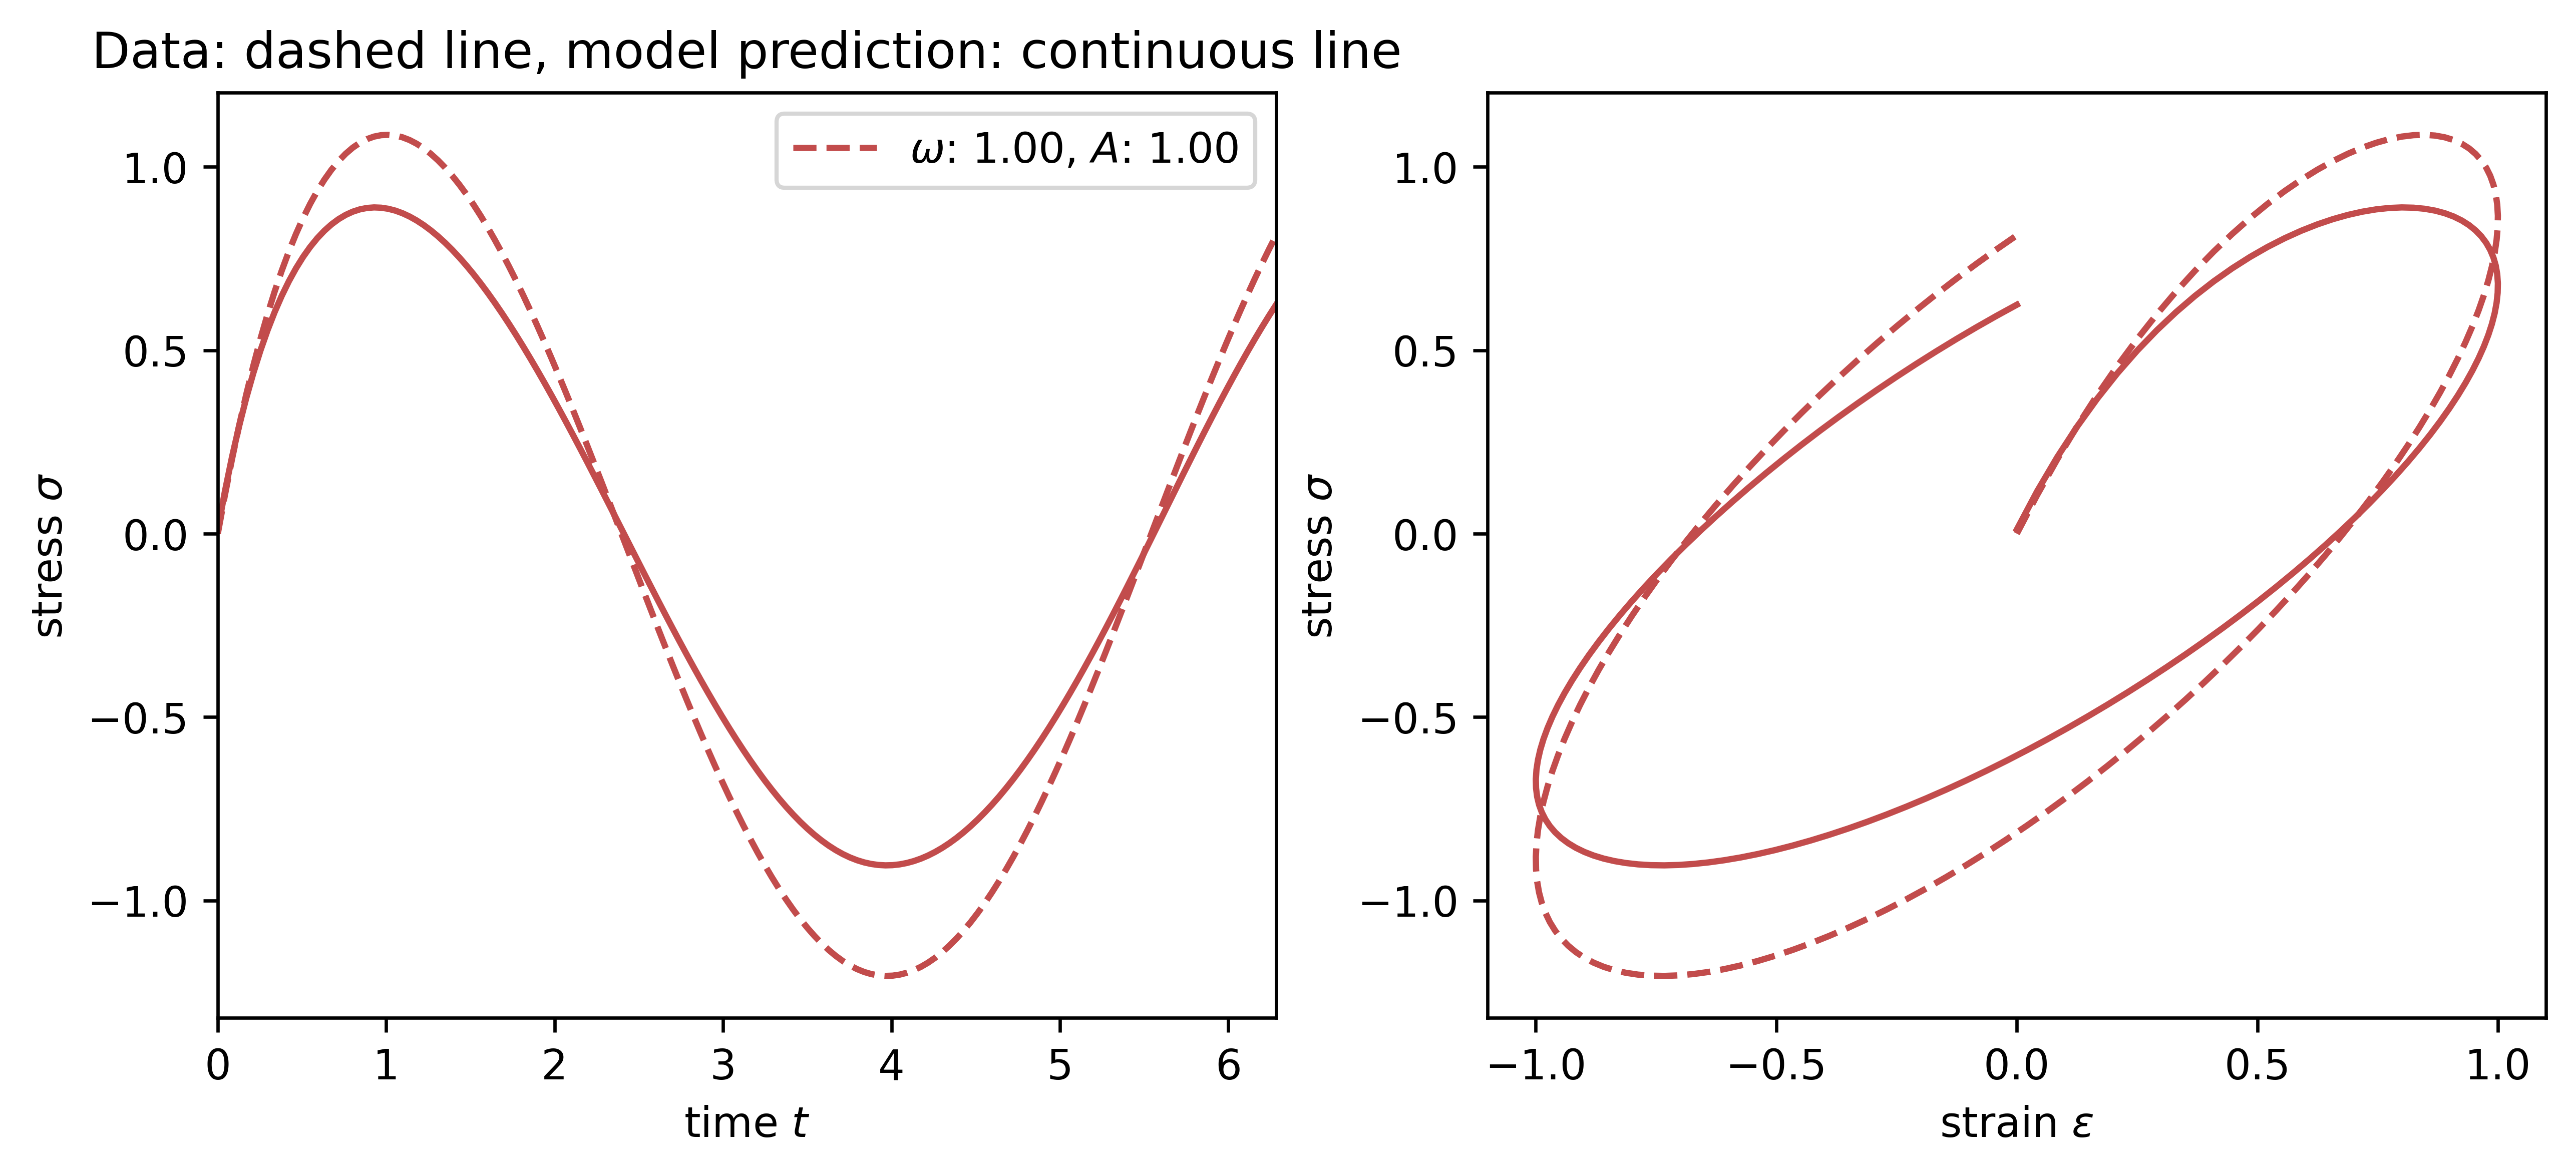 Data: dashed line, model prediction: continuous line
ω: 1.00, A: 1.00
stress σ
1.0
0.5
0.0
−0.5
−1.0
0 1 2 3 4 5 6
time t
stress σ
1.0
0.5
0.0
−0.5
−1.0
−1.0 −0.5 0.0 0.5 1.0
strain ε